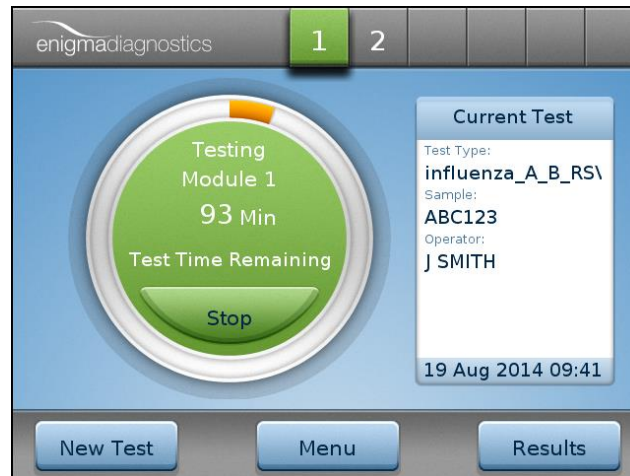 enigmadiagnostics
1 2
Testing
Module 1
93 Min
Test Time Remaining
Stop
Current Test
Test Type:
influenza_A_B_RS\
Sample:
ABC123
Operator:
J SMITH
19 Aug 2014 09:41
New Test
Menu
Results